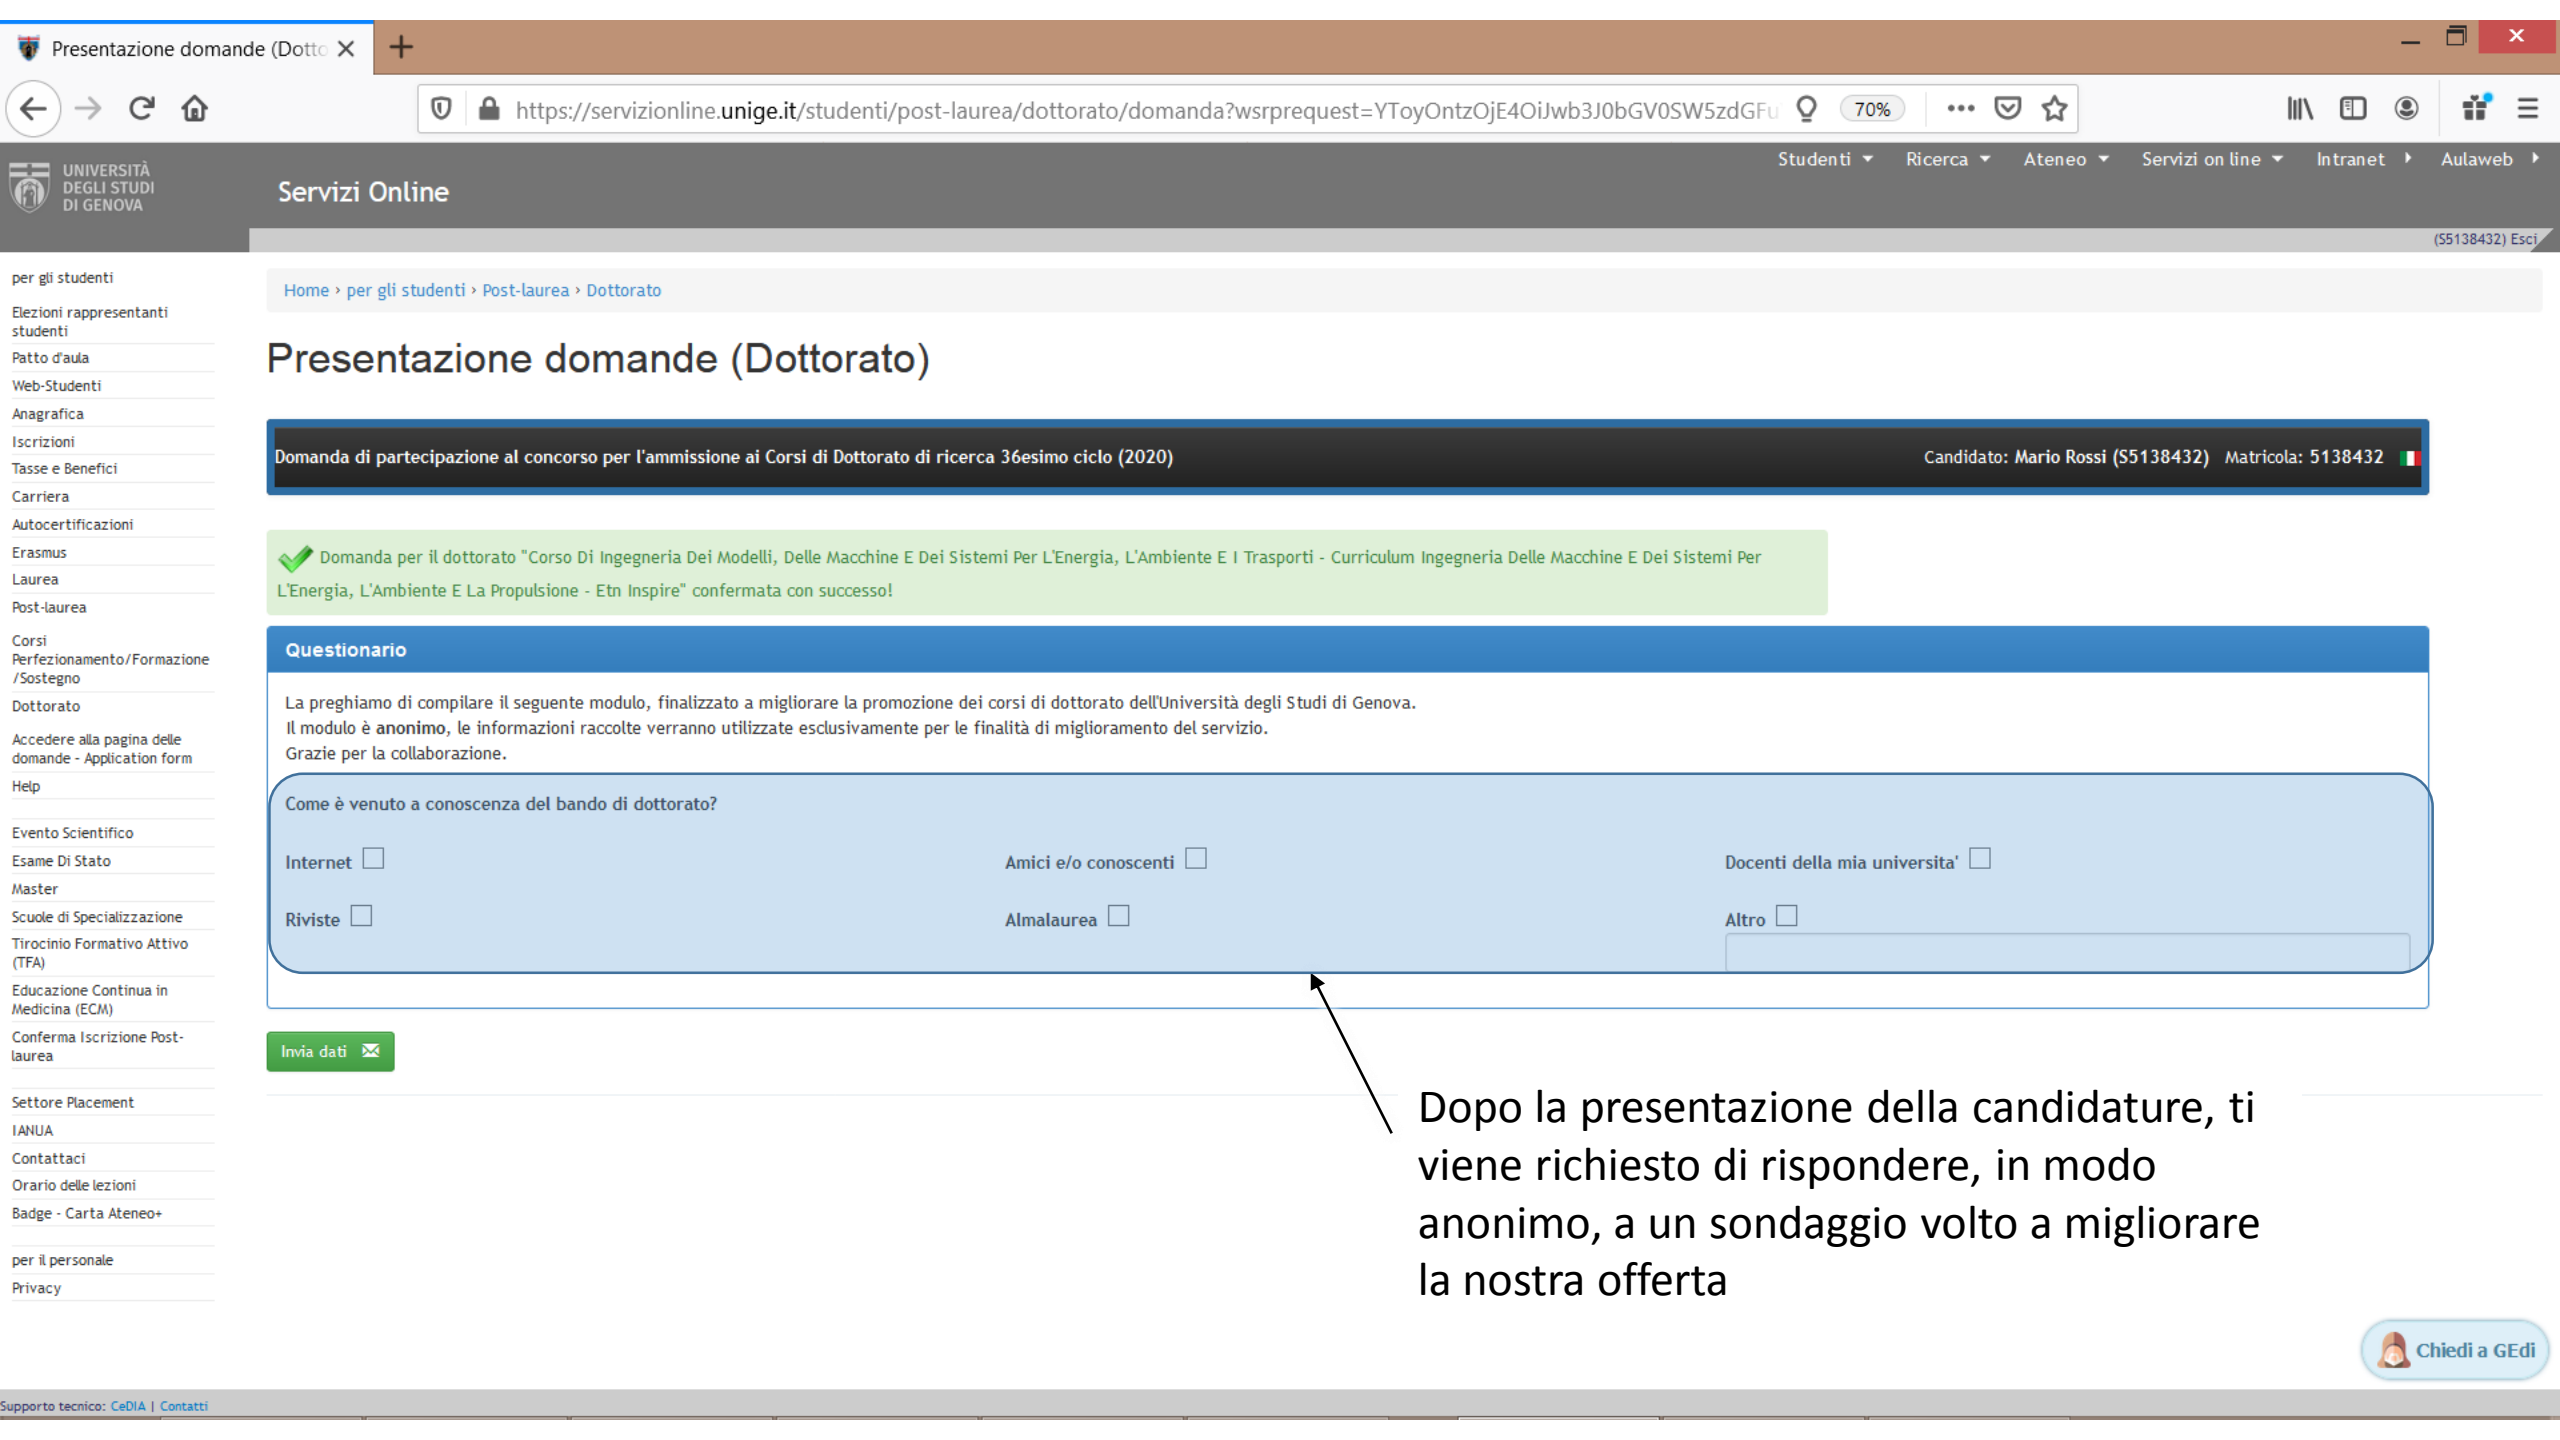 Presentazione domande (Dotto
https://servizionline.unige.it/studenti/post-laurea/dottorato/domanda?wsrprequest=YToyOntzOjE4OiJwb3J0bGV0SW5zdGFu
70%
UNIVERSITÀ
DEGLI STUDI
DI GENOVA
Servizi Online
Studenti Ricerca Ateneo Servizi on line Intranet Aulaweb
(S5138432) Esci
per gli studenti
Elezioni rappresentanti
studenti
Patto d'aula
Web-Studenti
Anagrafica
Iscrizioni
Tasse e Benefici
Carriera
Autocertificazioni
Erasmus
Laurea
Post-laurea
Corsi
Perfezionamento/Formazione
/Sostegno
Dottorato
Accedere alla pagina delle
domande - Application form
Help
Evento Scientifico
Esame Di Stato
Master
Scuole di Specializzazione
Tirocinio Formativo Attivo
(TFA)
Educazione Continua in
Medicina (ECM)
Conferma Iscrizione Post-
laurea
Settore Placement
IANUA
Contattaci
Orario delle lezioni
Badge - Carta Ateneo+
per il personale
Privacy
Home › per gli studenti › Post-laurea › Dottorato
Presentazione domande (Dottorato)
Domanda di partecipazione al concorso per l'ammissione ai Corsi di Dottorato di ricerca 36esimo ciclo (2020)
Candidato: Mario Rossi (S5138432) Matricola: 5138432
Domanda per il dottorato "Corso Di Ingegneria Dei Modelli, Delle Macchine E Dei Sistemi Per L'Energia, L'Ambiente E I Trasporti - Curriculum Ingegneria Delle Macchine E Dei Sistemi Per
L'Energia, L'Ambiente E La Propulsione - Etn Inspire" confermata con successo!
Questionario
La preghiamo di compilare il seguente modulo, finalizzato a migliorare la promozione dei corsi di dottorato dell'Università degli Studi di Genova.
Il modulo è anonimo, le informazioni raccolte verranno utilizzate esclusivamente per le finalità di miglioramento del servizio.
Grazie per la collaborazione.
Come è venuto a conoscenza del bando di dottorato?
Internet Amici e/o conoscenti Docenti della mia universita'
Riviste Almalaurea Altro
Invia dati
Dopo la presentazione della candidature, ti
viene richiesto di rispondere, in modo
anonimo, a un sondaggio volto a migliorare
la nostra offerta
Chiedi a GEdi
Supporto tecnico: CeDIA | Contatti